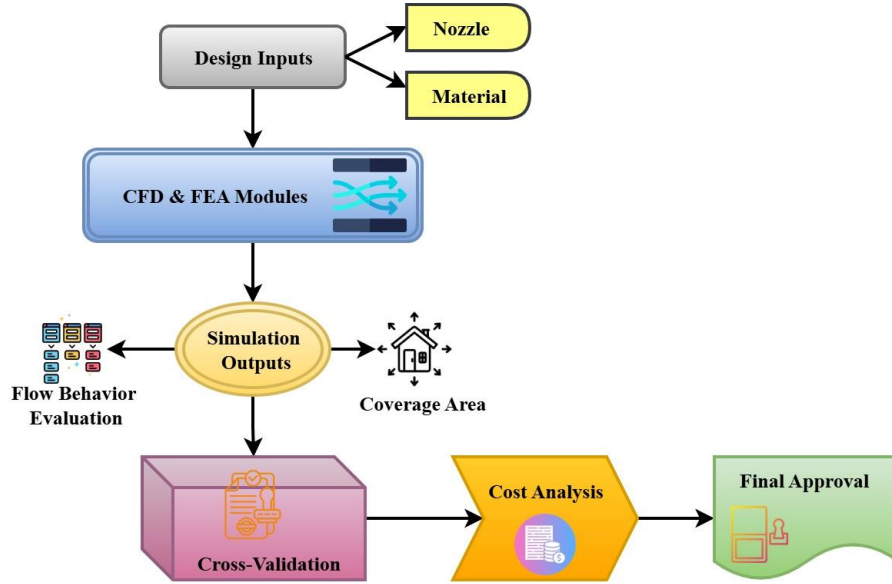 Design Inputs
Nozzle
Material
CFD & FEA Modules
Simulation
Outputs
Flow Behavior
Evaluation
Coverage Area
Cross-Validation
Cost Analysis
$
Final Approval